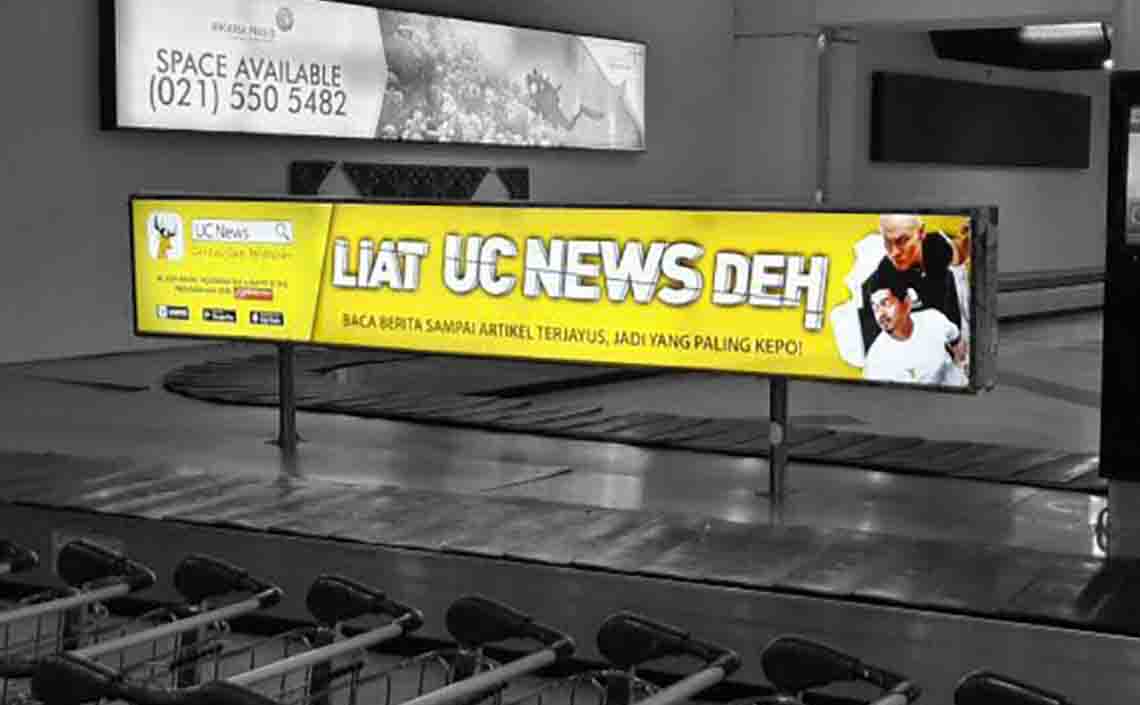 SPACE AVAILABLE
(021) 550 5482
UC News
LIAT UC NEWS DEH
BACA BERITA SAMPAI ARTIKEL TERJAYUS, JADI YANG PALING KEPO!